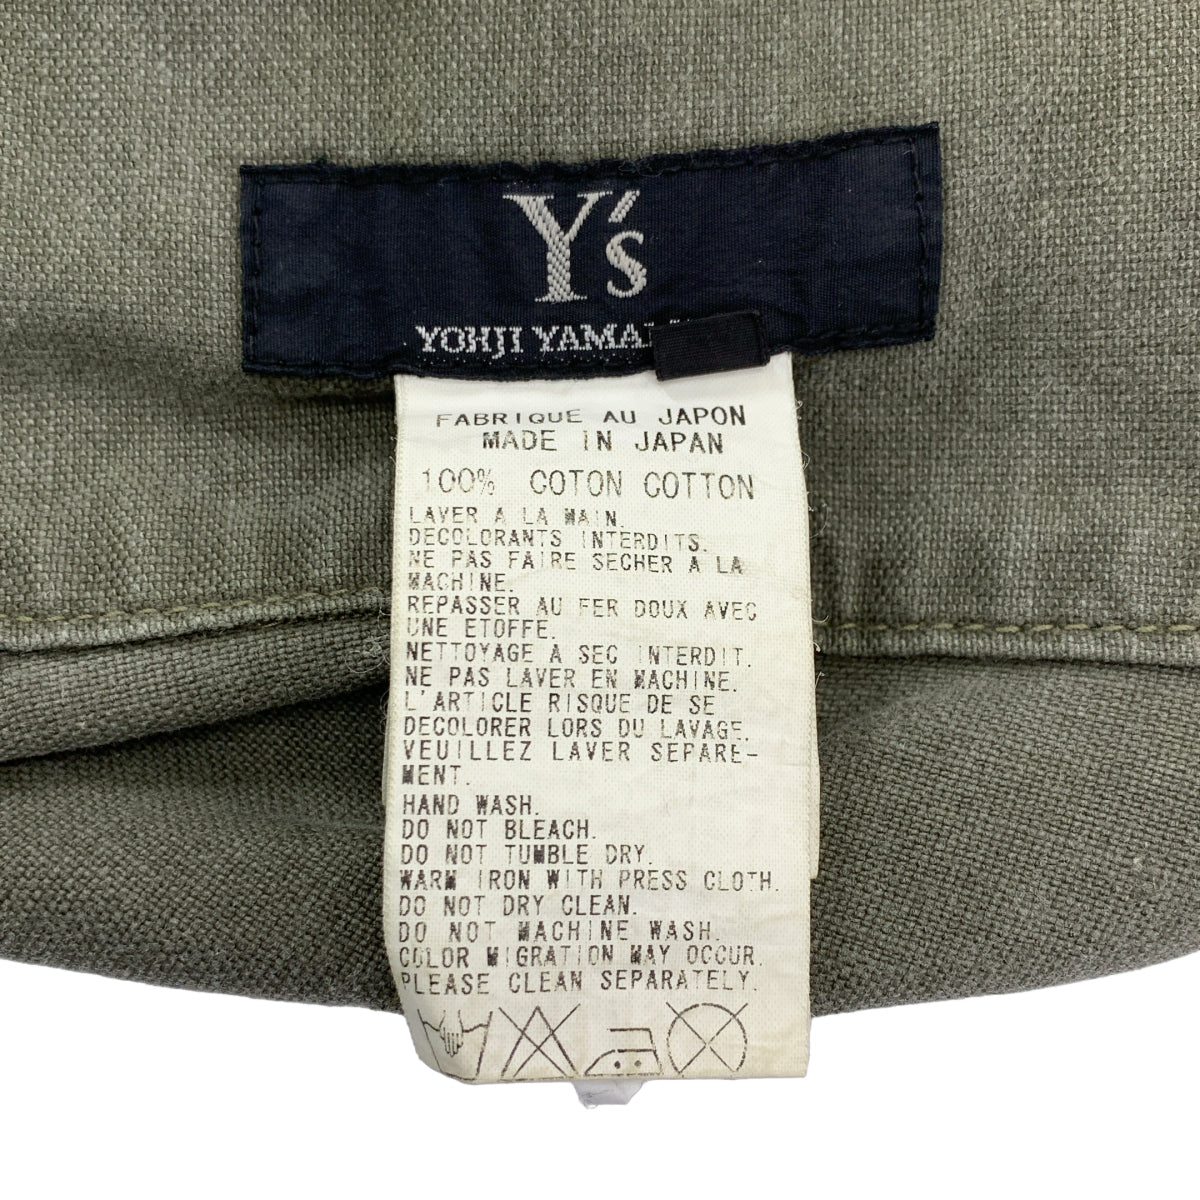 Y's
YOHJI
FABRIQUE AU JAPON
MADE IN JAPAN
100% COTON COTTON
LAVER A LA MAIN.
DECOLORANTS INTERDITS.
NE PAS FAIRE SECHER A LA
MACHINE.
REPASSER AU FER DOUX AVEC
UNE ETOFFE.
NETTOYAGE A SEC INTERDIT.
NE PAS LAVER EN MACHINE.
L'ARTICLE RISQUE DE SE
DECOLORER LORS DU LAVAGE.
VEUILLEZ LAVER SEPARE-
MENT.
HAND WASH.
DO NOT BLEACH.
DO NOT TUMBLE DRY.
WARM IRON WITH PRESS CLOTH.
DO NOT DRY CLEAN.
DO NOT MACHINE WASH.
COLOR MIGRATION MAY OCCUR.
PLEASE CLEAN SEPARATELY.